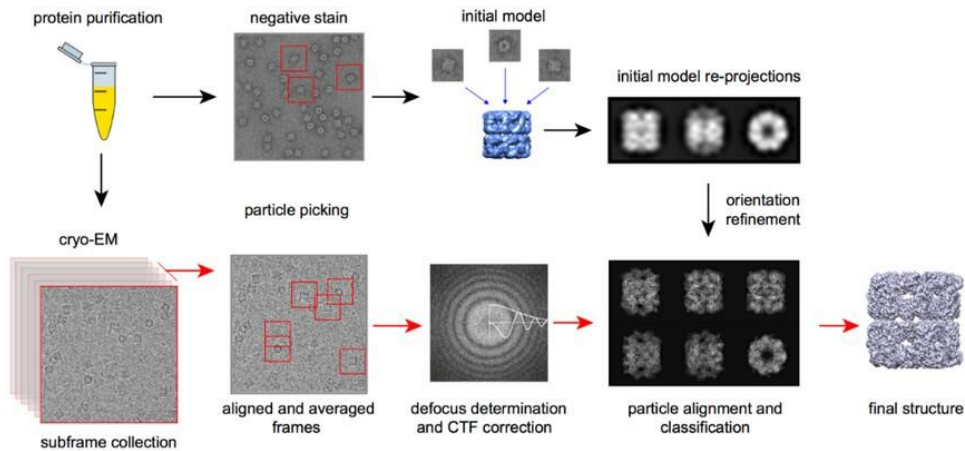 protein purification
negative stain
initial model
initial model re-projections
particle picking
orientation
refinement
cryo-EM
subframe collection
aligned and averaged
frames
defocus determination
and CTF correction
particle alignment and
classification
final structure